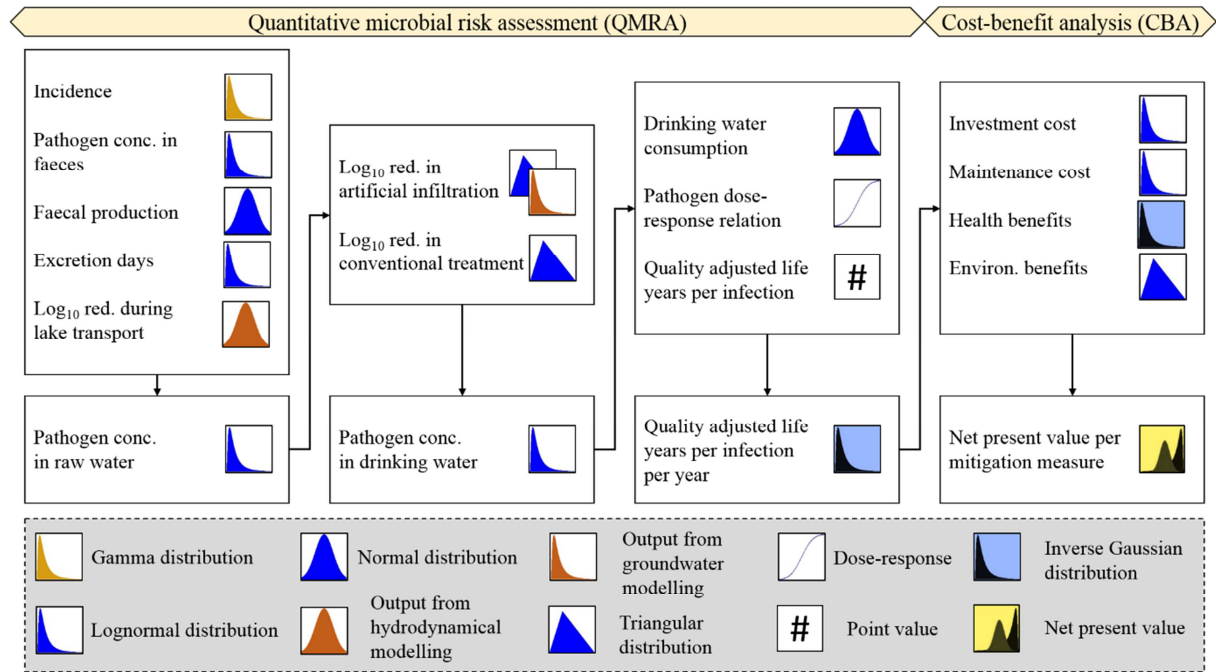 Quantitative microbial risk assessment (QMRA)
Cost-benefit analysis (CBA)
Incidence
Pathogen conc. in
faeces
Faecal production
Excretion days
Log10 red. during
lake transport
Pathogen conc.
in raw water
Log10 red. in
artificial infiltration
Log10 red. in
conventional treatment
Pathogen conc.
in drinking water
Drinking water
consumption
Pathogen dose-
response relation
Quality adjusted life
years per infection
#
Quality adjusted life
years per infection
per year
Investment cost
Maintenance cost
Health benefits
Environ. benefits
Net present value per
mitigation measure
Gamma distribution
Normal distribution
Output from
groundwater
modelling
Dose-response
Inverse Gaussian
distribution
Lognormal distribution
Output from
hydrodynamical
modelling
Triangular
distribution
#
Point value
Net present value